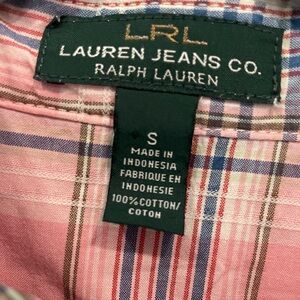 LRL
LAUREN JEANS CO.
RALPH LAUREN
S
MADE IN
INDONESIA
FABRIQUE EN
INDONESIE
100% COTTON/
COTON